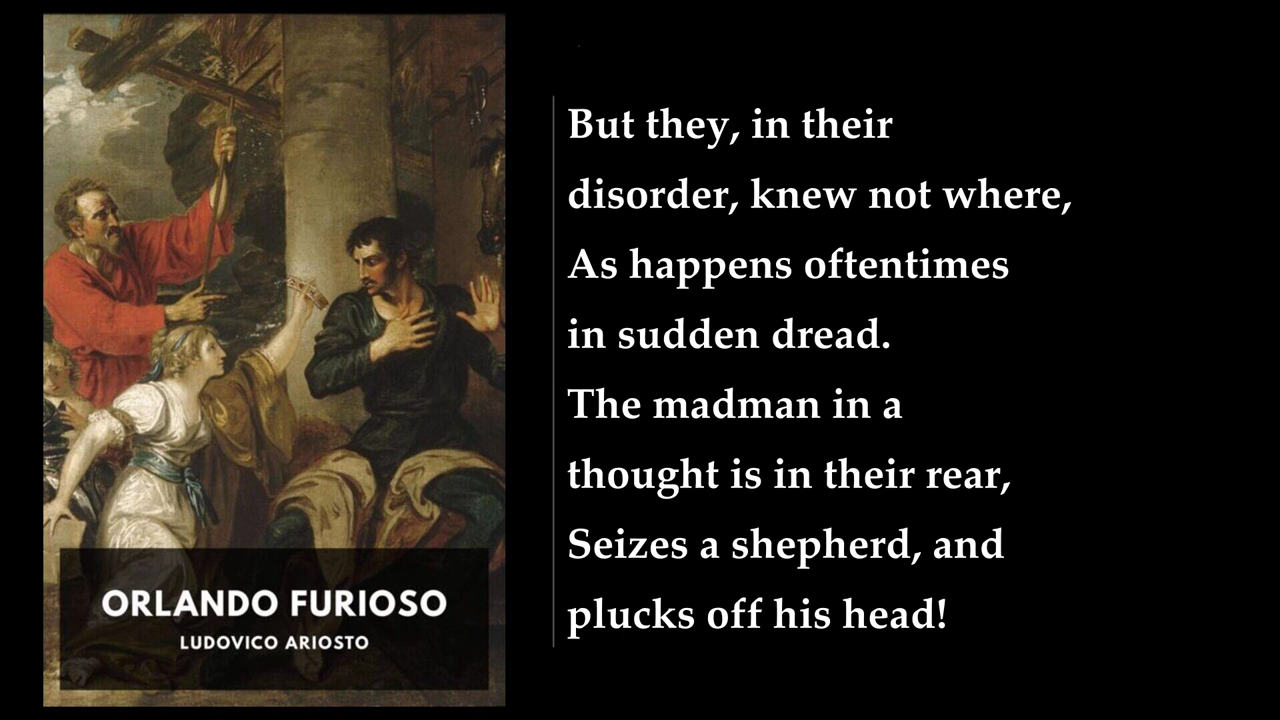 ORLANDO FURIOSO
LUDOVICO ARIOSTO
But they, in their
disorder, knew not where,
As happens oftentimes
in sudden dread.
The madman in a
thought is in their rear,
Seizes a shepherd, and
plucks off his head!